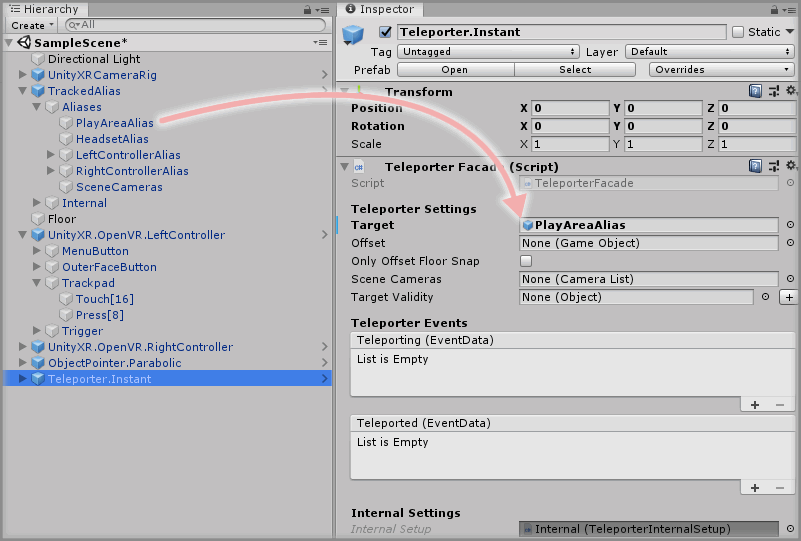 Hierarchy
Create
All
SampleScene*
Directional Light
UnityXRCameraRig
TrackedAlias
Aliases
PlayAreaAlias
HeadsetAlias
LeftControllerAlias
RightControllerAlias
SceneCameras
Internal
Floor
UnityXR.OpenVR.LeftController
MenuButton
OuterFaceButton
Trackpad
Touch[16]
Press[8]
Trigger
UnityXR.OpenVR.RightController
ObjectPointer.Parabolic
Teleporter.Instant
Inspector
Teleporter.Instant Static
Tag Untagged Layer Default
Prefab Open Select Overrides
Transform
Position X 0 Y 0 Z 0
Rotation X 0 Y 0 Z 0
Scale X 1 Y 1 Z 1
Teleporter Facade (Script)
Script TeleporterFacade
Teleporter Settings
Target PlayAreaAlias
Offset None (Game Object)
Only Offset Floor Snap
Scene Cameras None (Camera List)
Target Validity None (Object) +
Teleporter Events
Teleporting (EventData)
List is Empty
+ −
Teleported (EventData)
List is Empty
+ −
Internal Settings
Internal Setup Internal (TeleporterInternalSetup)